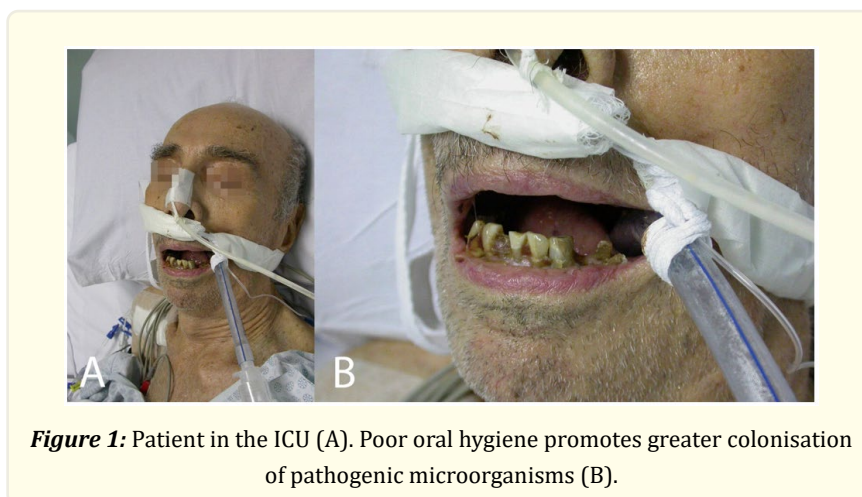 A
B
Figure 1: Patient in the ICU (A). Poor oral hygiene promotes greater colonisation
of pathogenic microorganisms (B).